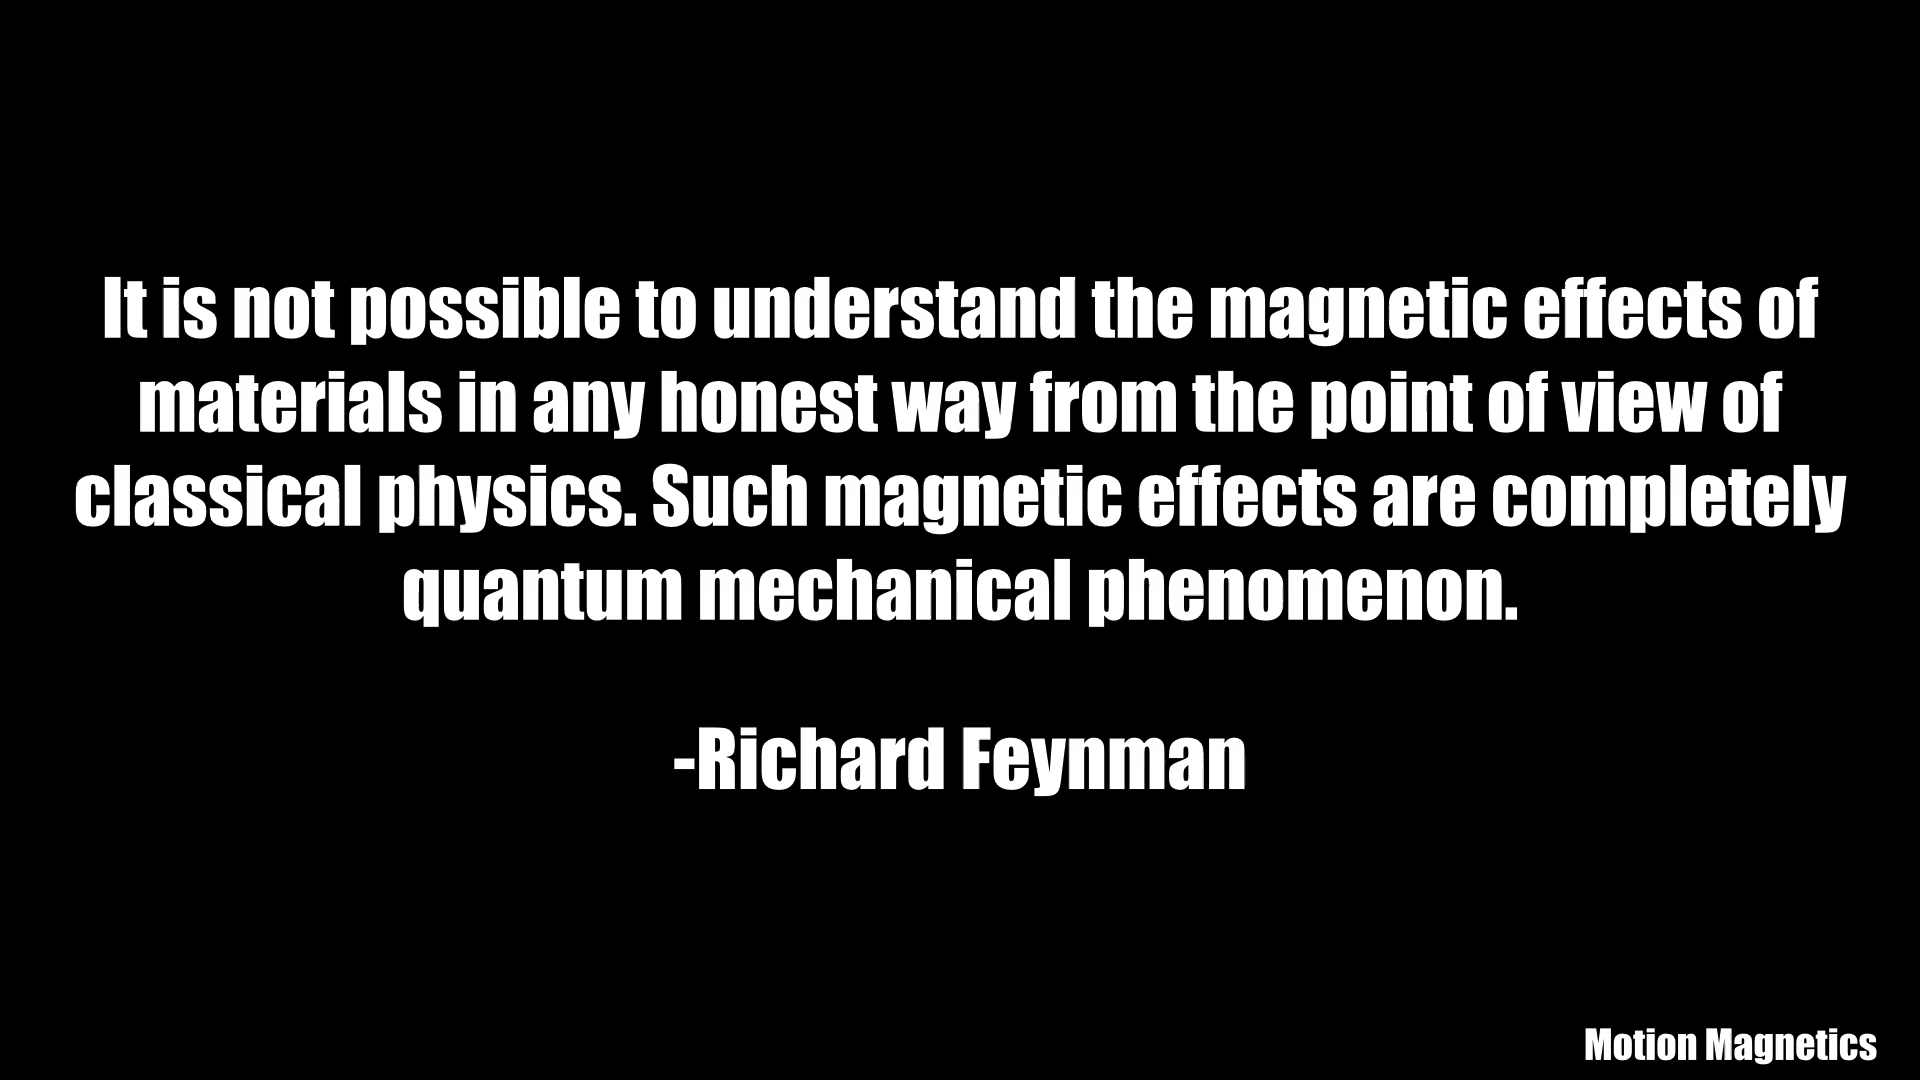 It is not possible to understand the magnetic effects of
materials in any honest way from the point of view of
classical physics. Such magnetic effects are completely
quantum mechanical phenomenon.
-Richard Feynman
Motion Magnetics